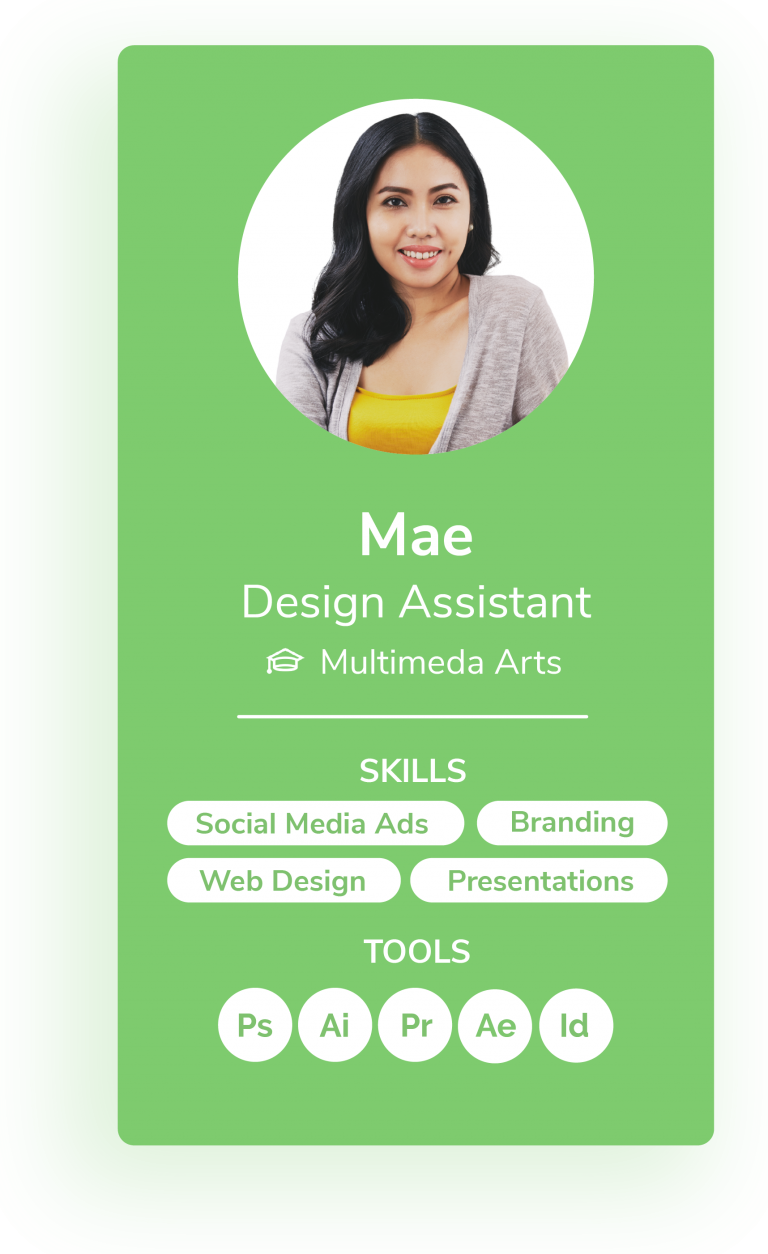 Mae
Design Assistant
Multimeda Arts
SKILLS
Social Media Ads Branding
Web Design Presentations
TOOLS
Ps Ai Pr Ae Id